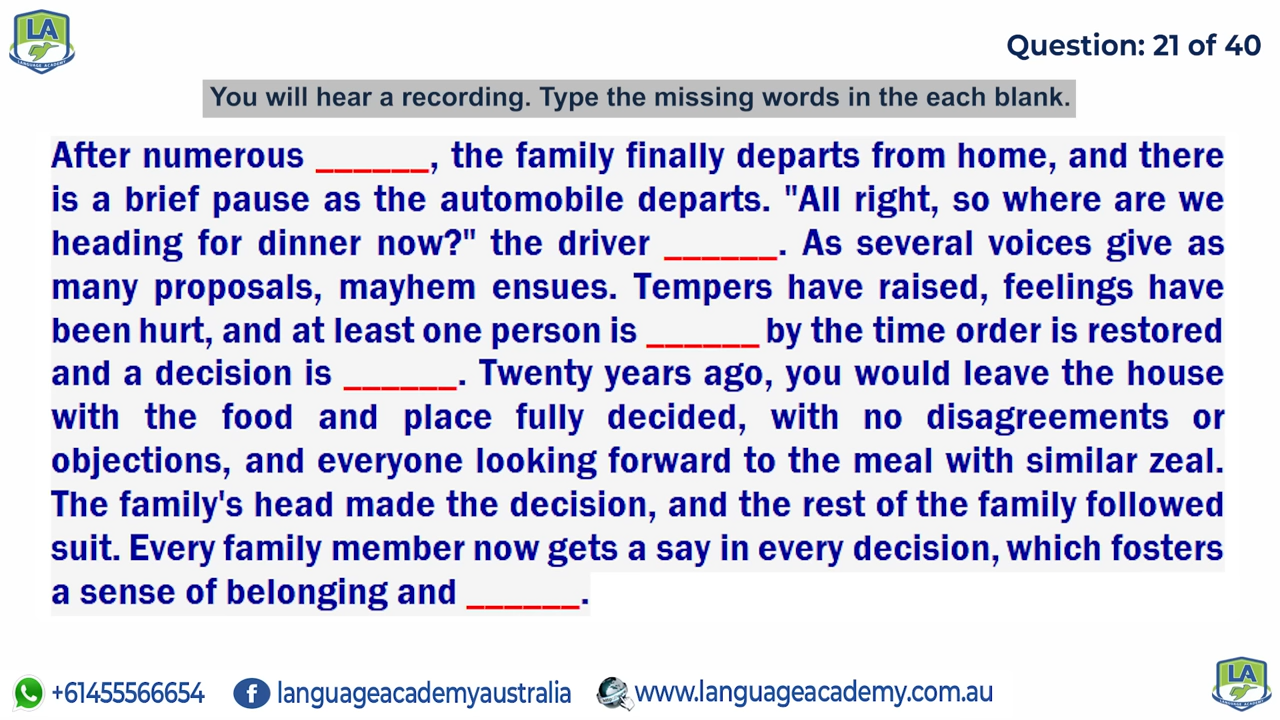 LA
LANGUAGE ACADEMY
Question: 21 of 40
You will hear a recording. Type the missing words in the each blank.
After numerous ______, the family finally departs from home, and there
is a brief pause as the automobile departs. "All right, so where are we
heading for dinner now?" the driver ______. As several voices give as
many proposals, mayhem ensues. Tempers have raised, feelings have
been hurt, and at least one person is ______ by the time order is restored
and a decision is ______. Twenty years ago, you would leave the house
with the food and place fully decided, with no disagreements or
objections, and everyone looking forward to the meal with similar zeal.
The family's head made the decision, and the rest of the family followed
suit. Every family member now gets a say in every decision, which fosters
a sense of belonging and ______.
+61455566654 languageacademyaustralia www.languageacademy.com.au
LA
LANGUAGE ACADEMY